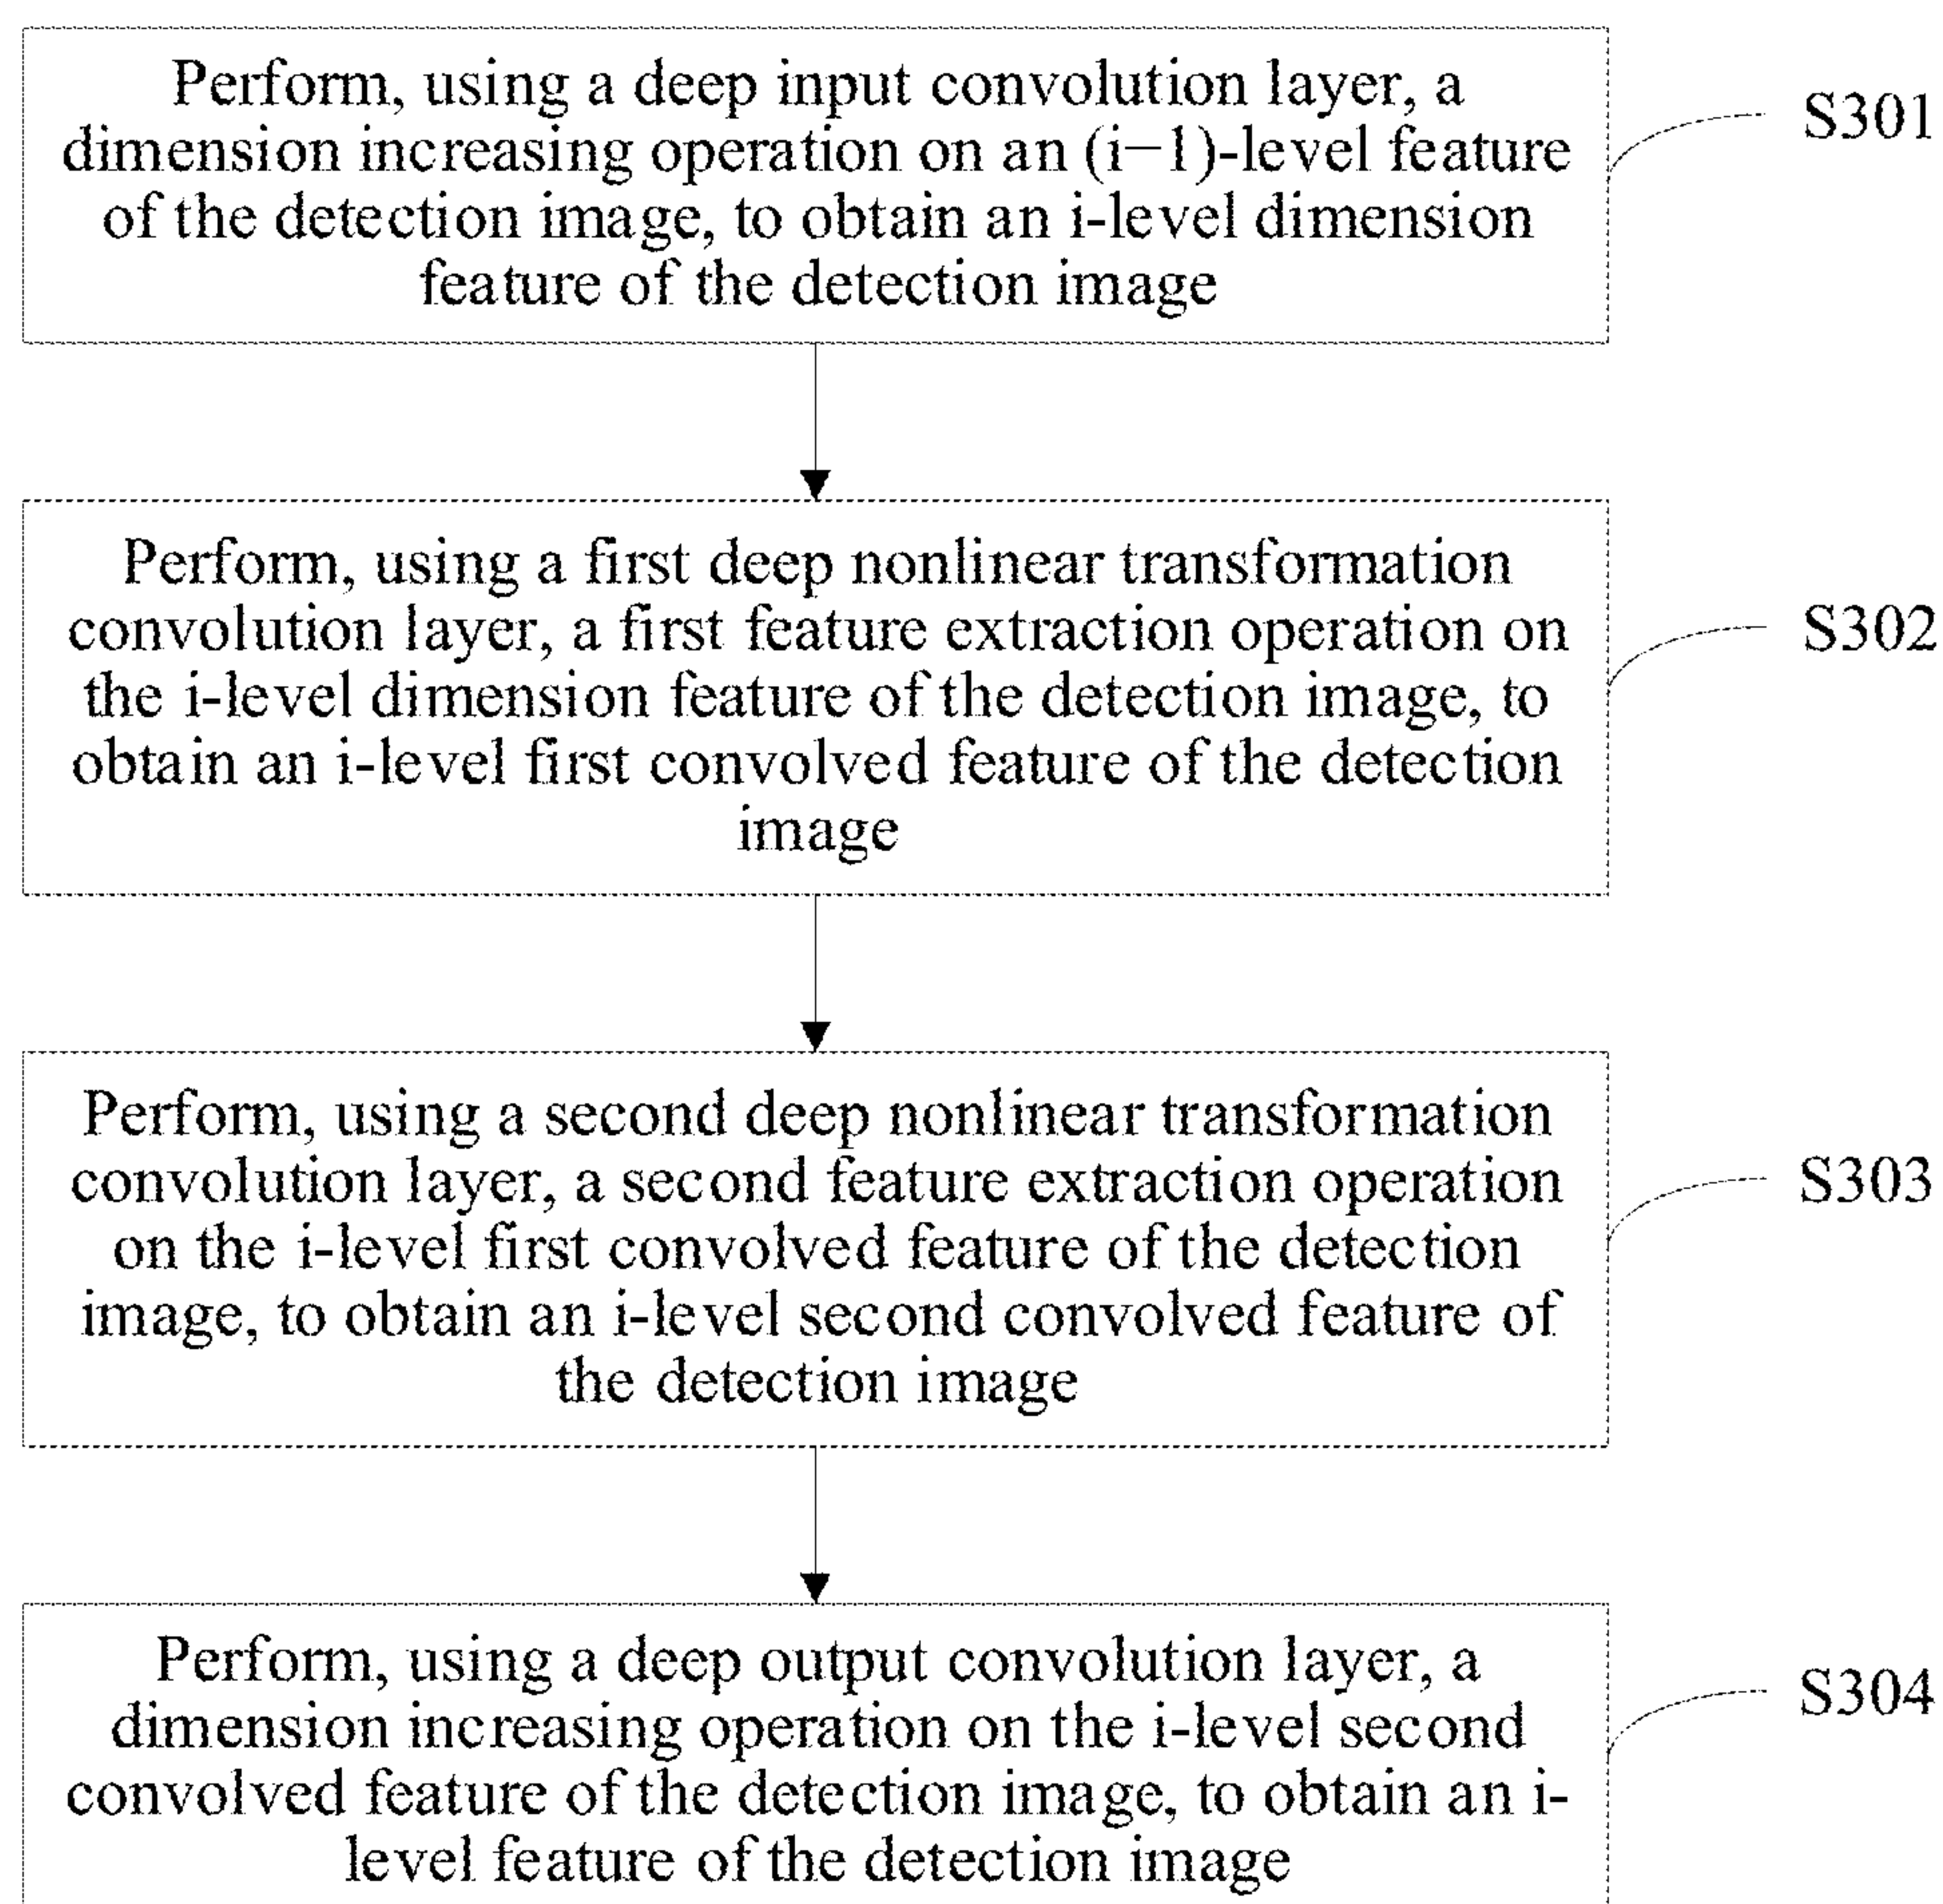 Perform, using a deep input convolution layer, a
dimension increasing operation on an (i−1)-level feature
of the detection image, to obtain an i-level dimension
feature of the detection image
S301
Perform, using a first deep nonlinear transformation
convolution layer, a first feature extraction operation on
the i-level dimension feature of the detection image, to
obtain an i-level first convolved feature of the detection
image
S302
Perform, using a second deep nonlinear transformation
convolution layer, a second feature extraction operation
on the i-level first convolved feature of the detection
image, to obtain an i-level second convolved feature of
the detection image
S303
Perform, using a deep output convolution layer, a
dimension increasing operation on the i-level second
convolved feature of the detection image, to obtain an i-
level feature of the detection image
S304